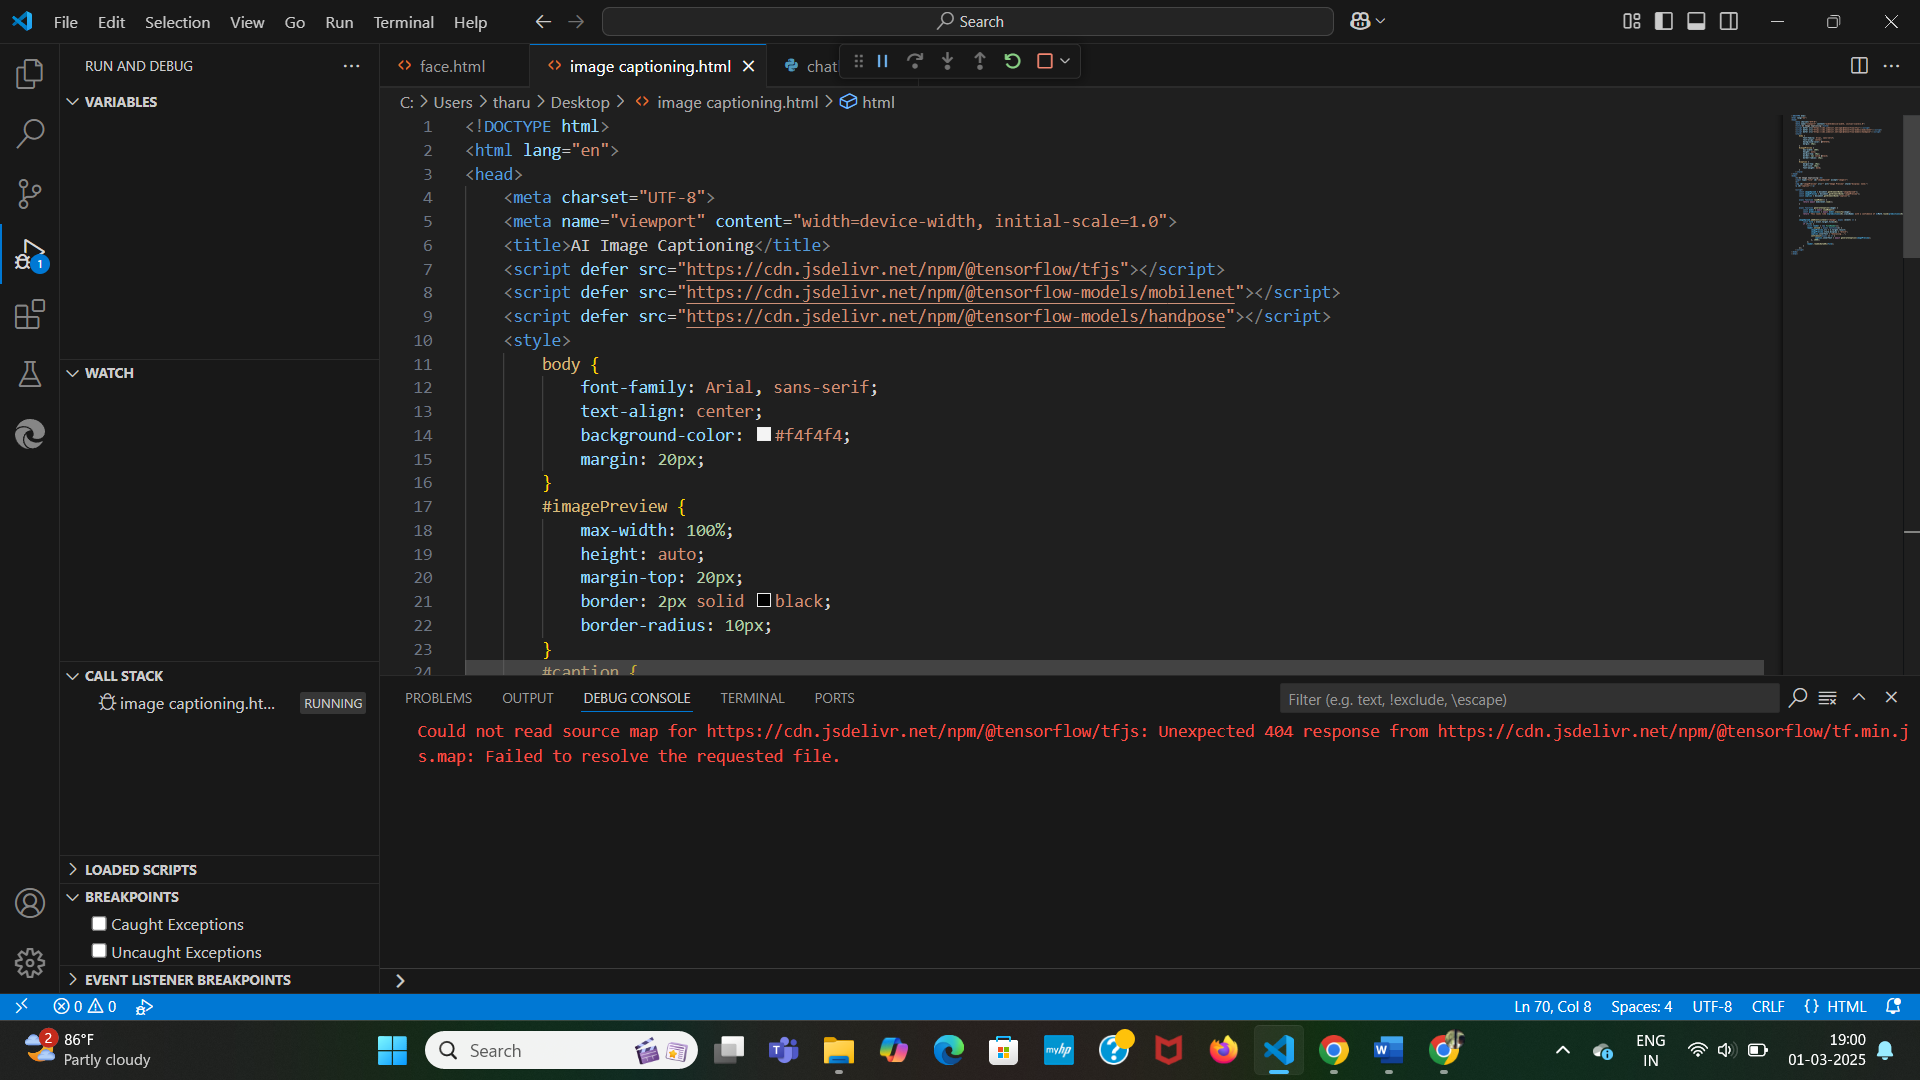 File Edit Selection View Go Run Terminal Help
Search
RUN AND DEBUG
VARIABLES
WATCH
CALL STACK
image captioning.ht... RUNNING
LOADED SCRIPTS
BREAKPOINTS
Caught Exceptions
Uncaught Exceptions
EVENT LISTENER BREAKPOINTS
1
face.html image captioning.html chat
C: > Users > tharu > Desktop > image captioning.html > html
1 <!DOCTYPE html>
2 <html lang="en">
3 <head>
4 <meta charset="UTF-8">
5 <meta name="viewport" content="width=device-width, initial-scale=1.0">
6 <title>AI Image Captioning</title>
7 <script defer src="https://cdn.jsdelivr.net/npm/@tensorflow/tfjs"></script>
8 <script defer src="https://cdn.jsdelivr.net/npm/@tensorflow-models/mobilenet"></script>
9 <script defer src="https://cdn.jsdelivr.net/npm/@tensorflow-models/handpose"></script>
10 <style>
11 body {
12 font-family: Arial, sans-serif;
13 text-align: center;
14 background-color: #f4f4f4;
15 margin: 20px;
16 }
17 #imagePreview {
18 max-width: 100%;
19 height: auto;
20 margin-top: 20px;
21 border: 2px solid black;
22 border-radius: 10px;
23 }
24 #caption {
PROBLEMS OUTPUT DEBUG CONSOLE TERMINAL PORTS
Filter (e.g. text, !exclude, \escape)
Could not read source map for https://cdn.jsdelivr.net/npm/@tensorflow/tfjs: Unexpected 404 response from https://cdn.jsdelivr.net/npm/@tensorflow/tf.min.j
s.map: Failed to resolve the requested file.
0 0
Ln 70, Col 8 Spaces: 4 UTF-8 CRLF {} HTML
2
86°F
Partly cloudy
Search
myhp
W
ENG
IN
19:00
01-03-2025